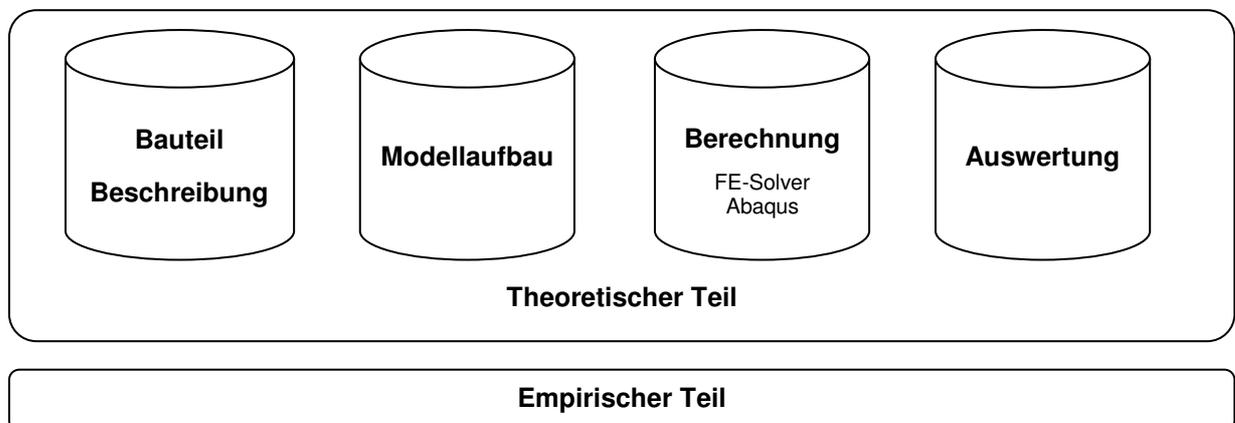 Bauteil
Beschreibung
Modellaufbau
Berechnung
FE-Solver
Abaqus
Auswertung
Theoretischer Teil
Empirischer Teil